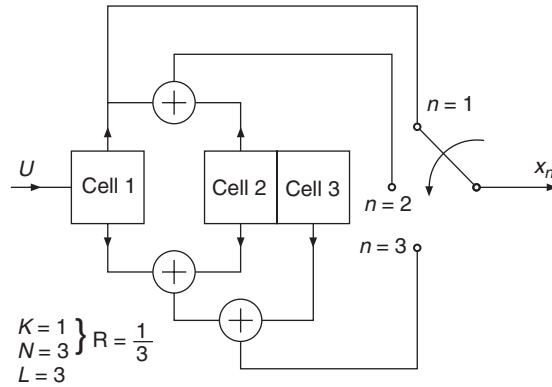 n = 1
U
Cell 1
Cell 2
Cell 3
x_n
n = 2
n = 3
K = 1
N = 3
L = 3
} R = 1/3